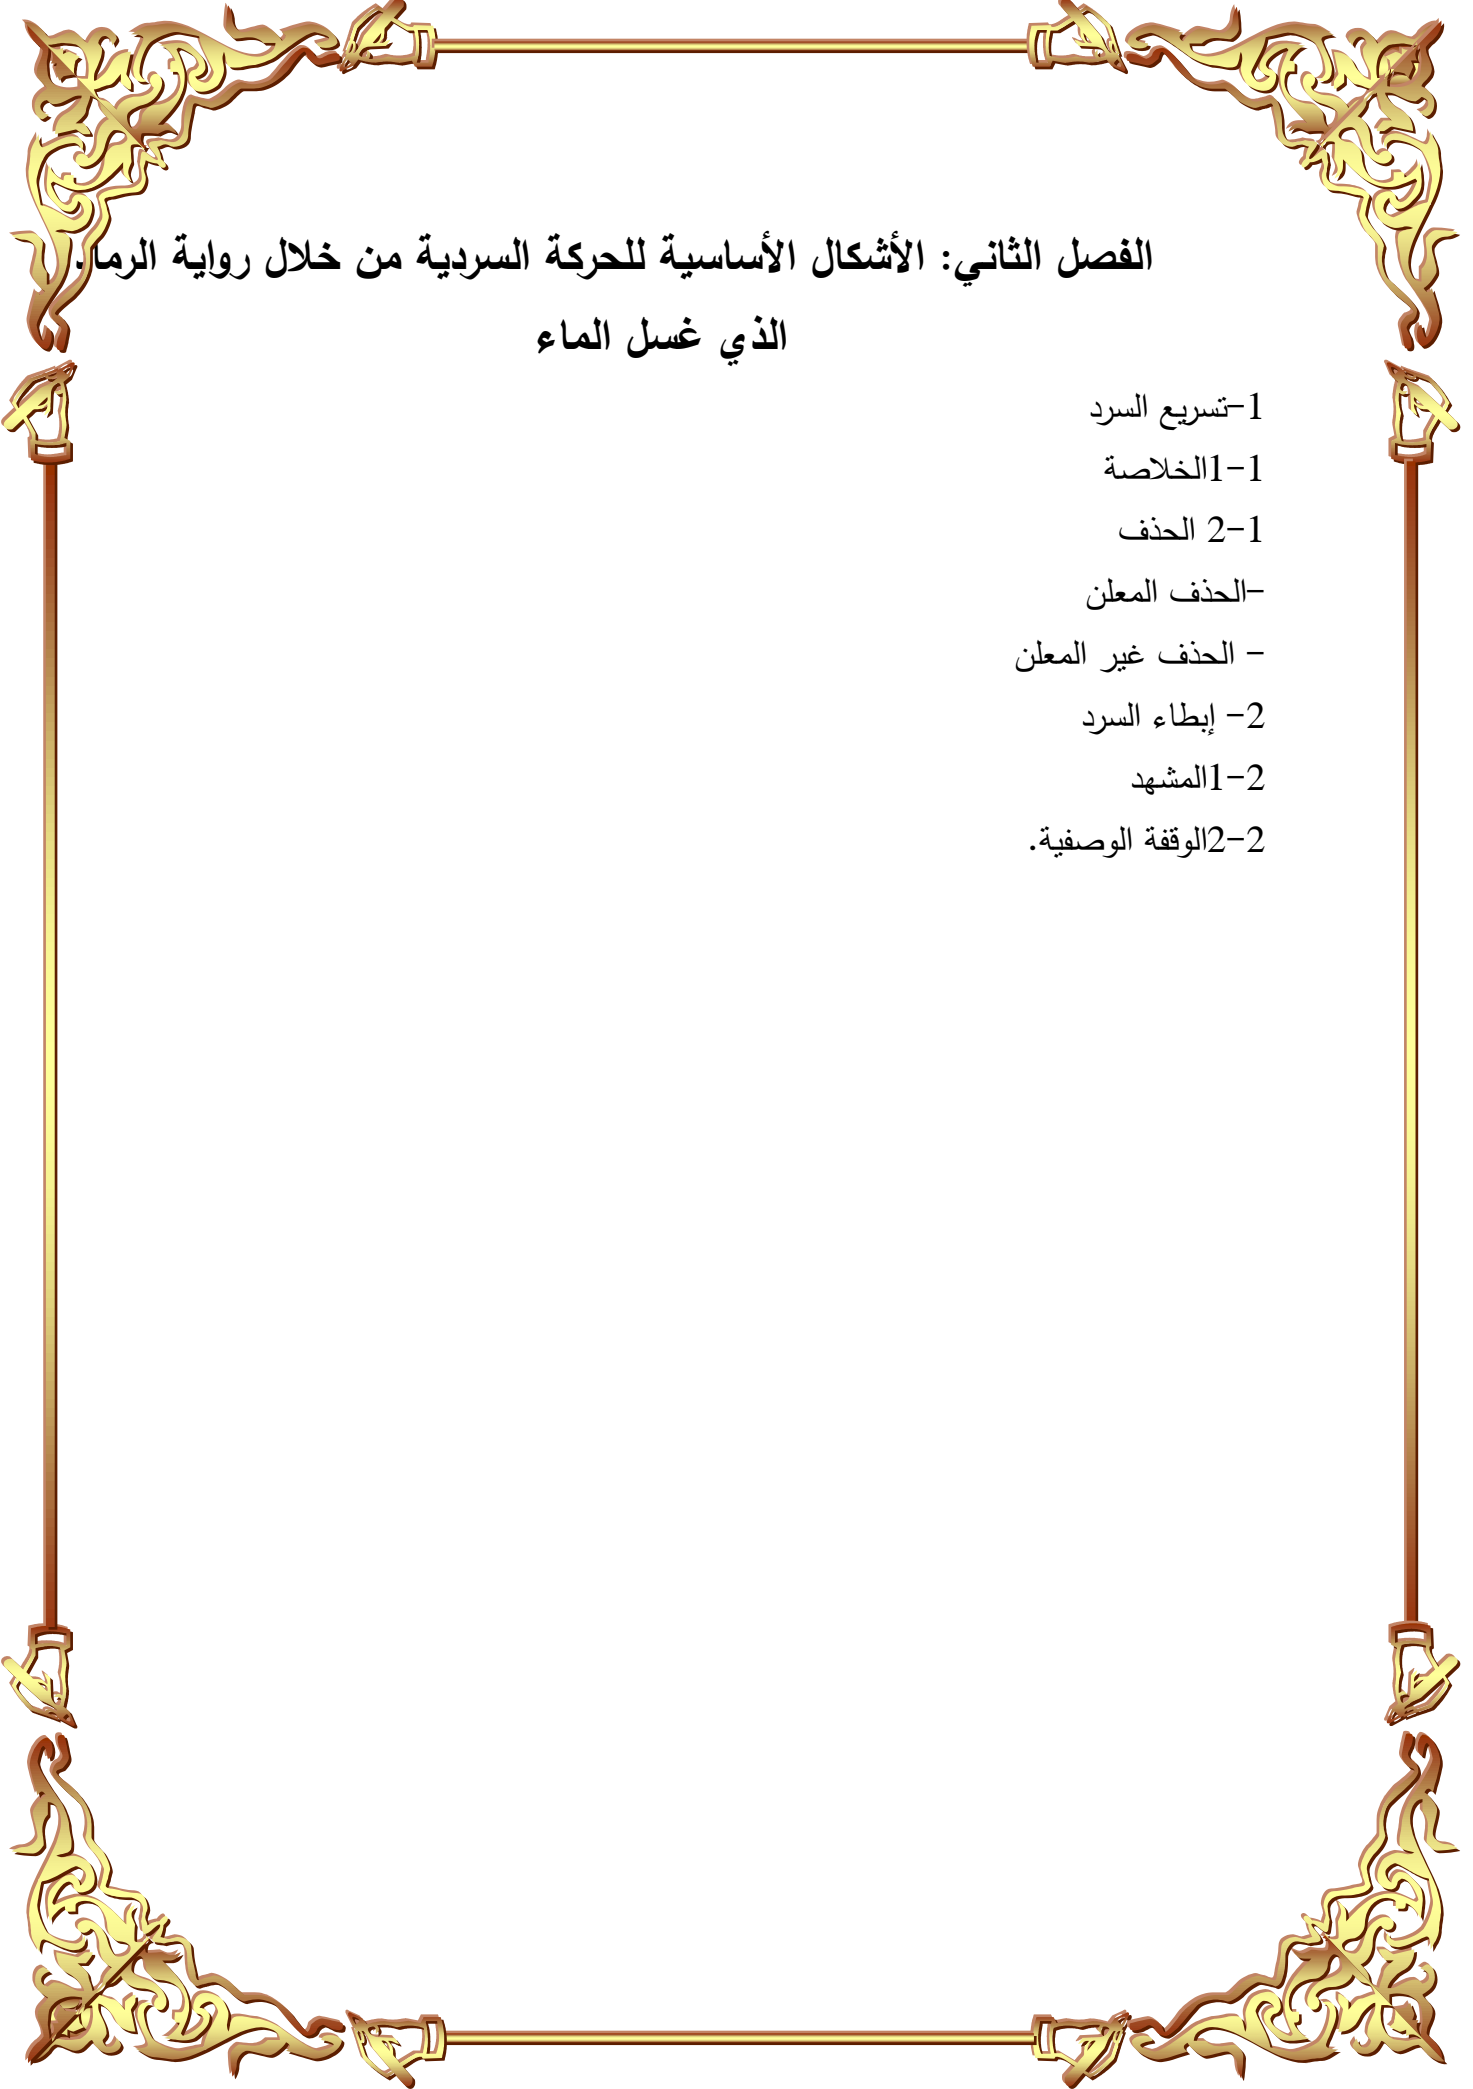 الفصل الثاني: الأشكال الأساسية للحركة السردية من خلال رواية الرماد
الذي غسل الماء
1-تسريع السرد
1-1الخلاصة
1-2 الحذف
-الحذف المعلن
- الحذف غير المعلن
2- إبطاء السرد
2-1المشهد
2-2الوقفة الوصفية.